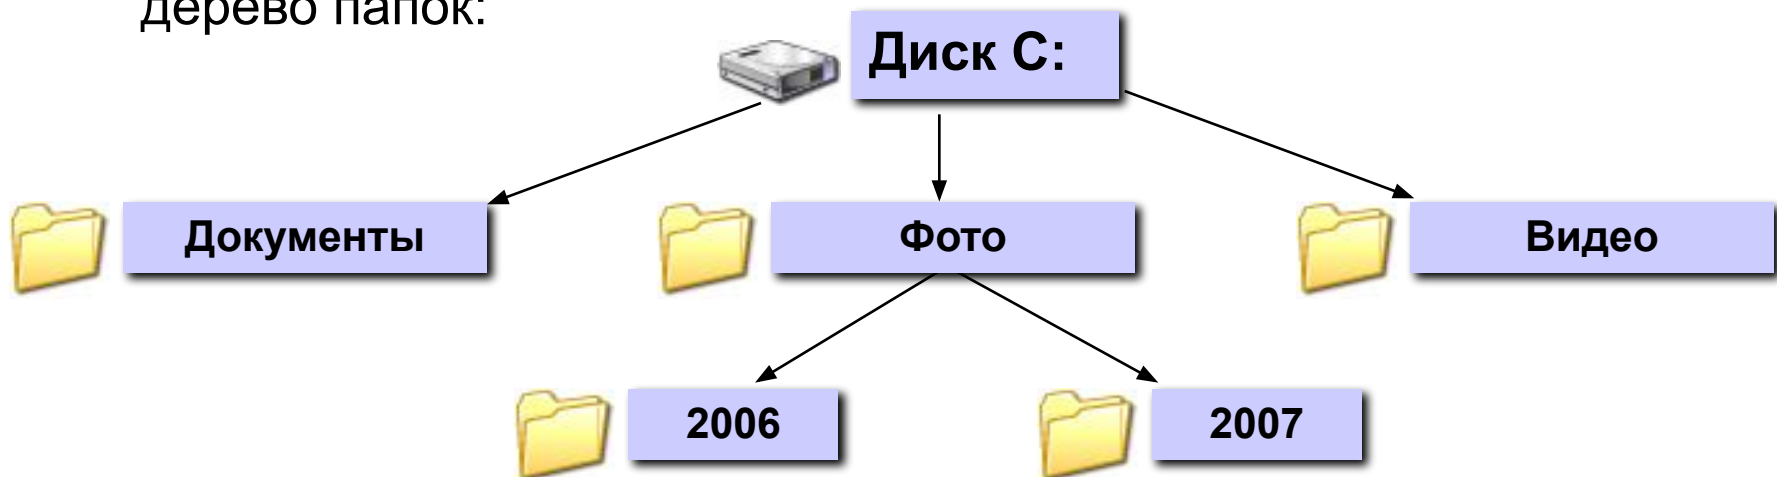 дерево папок:
Диск C:
Документы
Фото
Видео
2006
2007